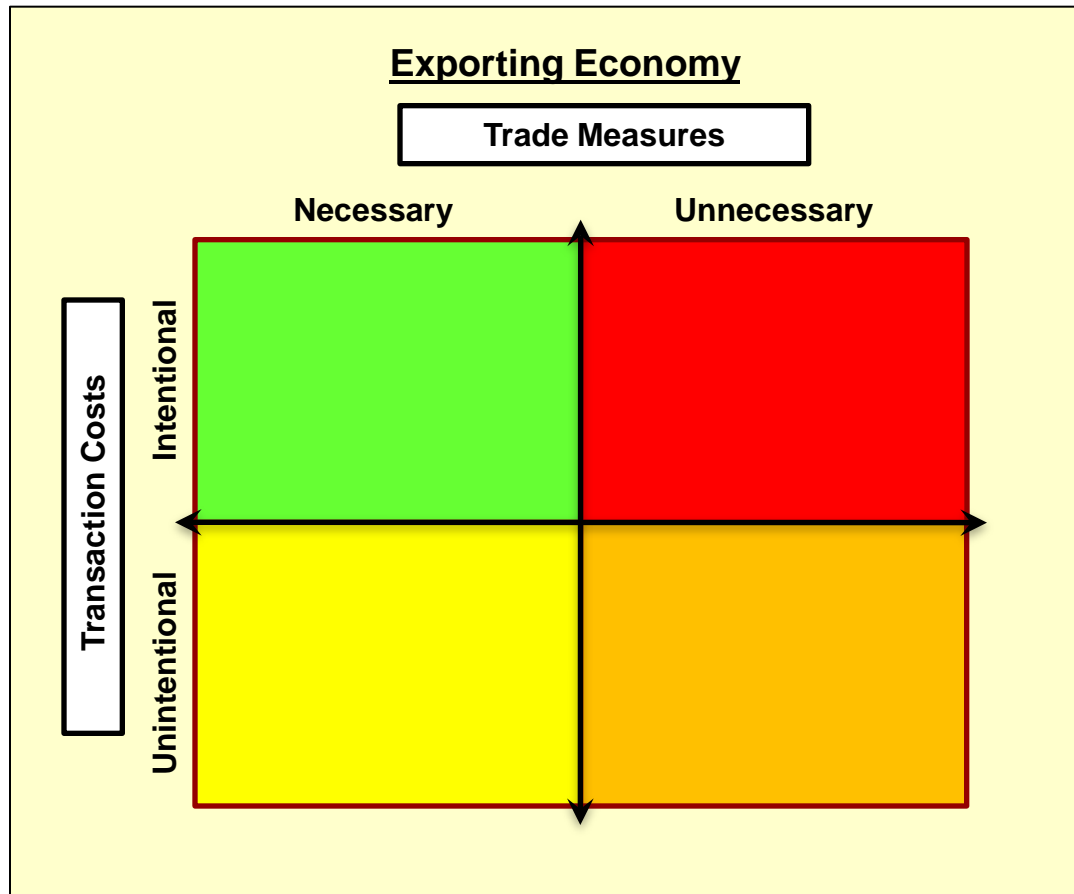 Exporting Economy
Trade Measures
Necessary
Unnecessary
Transaction Costs
Intentional
Unintentional